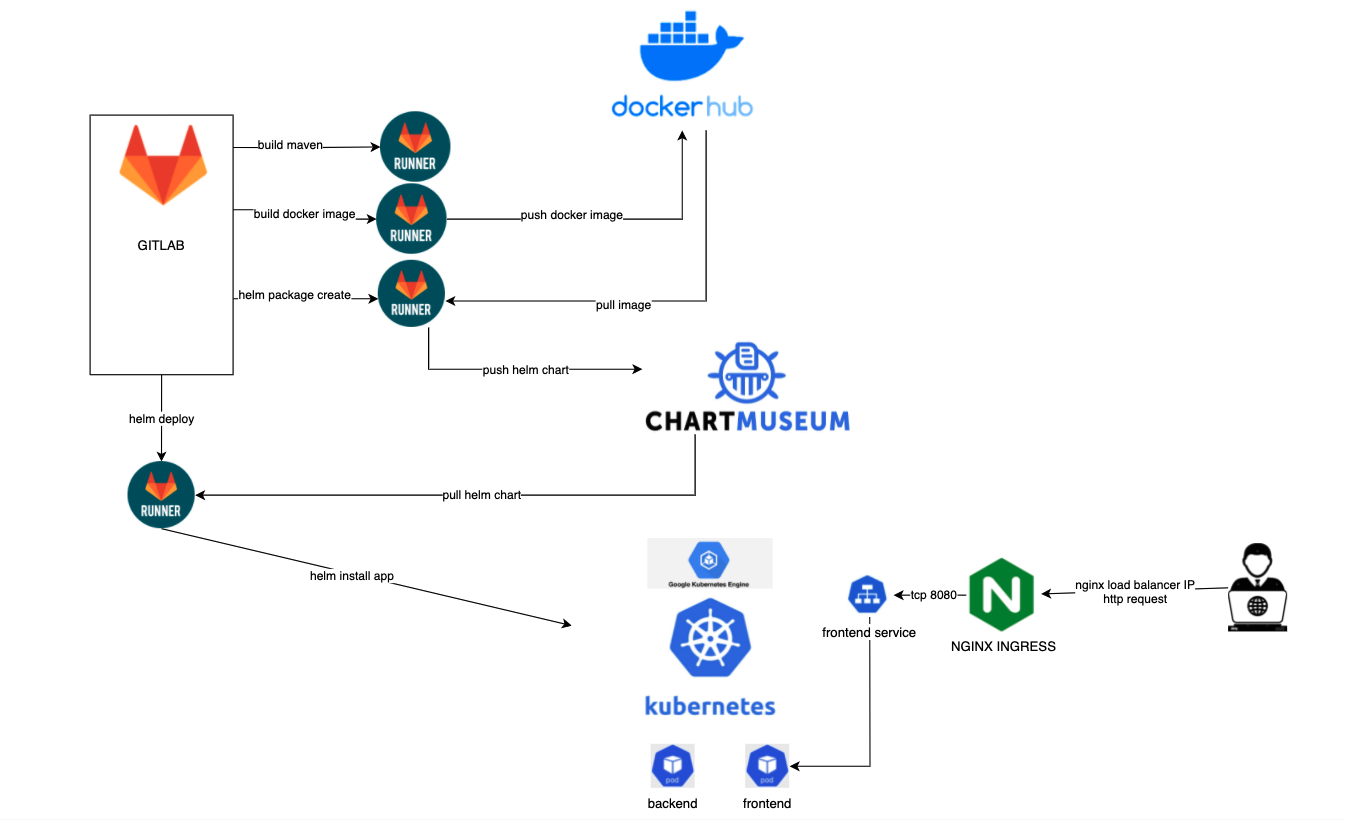 docker hub
build maven
RUNNER
build docker image
RUNNER
push docker image
GITLAB
helm package create
RUNNER
pull image
push helm chart
CHARTMUSEUM
helm deploy
RUNNER
pull helm chart
helm install app
Google Kubernetes Engine
kubernetes
frontend service
tcp 8080
N
NGINX INGRESS
nginx load balancer IP
http request
pod
backend
pod
frontend